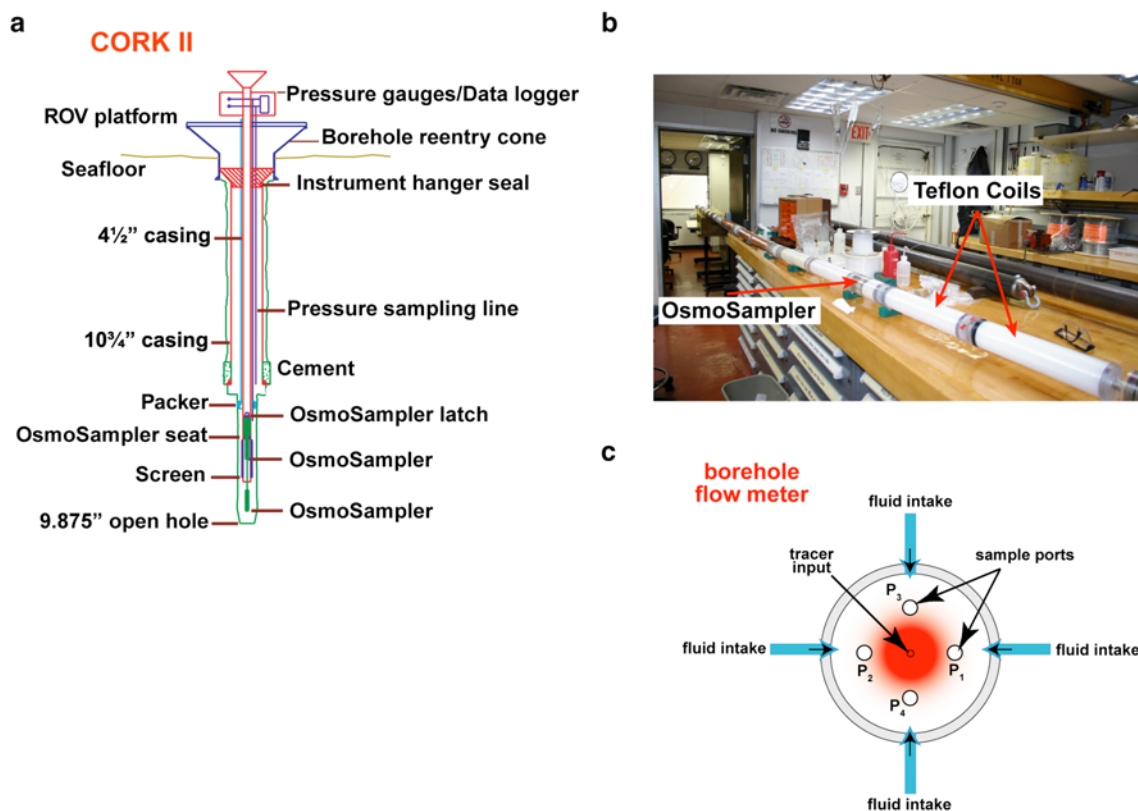 a
CORK II
Pressure gauges/Data logger
ROV platform
Borehole reentry cone
Seafloor
Instrument hanger seal
4½” casing
Pressure sampling line
10¾” casing
Cement
Packer
OsmoSampler latch
OsmoSampler seat
OsmoSampler
Screen
OsmoSampler
9.875” open hole
b
EXIT
Teflon Coils
OsmoSampler
c
borehole
flow meter
fluid intake
tracer
input
sample ports
P3
fluid intake
fluid intake
P2
P1
P4
fluid intake